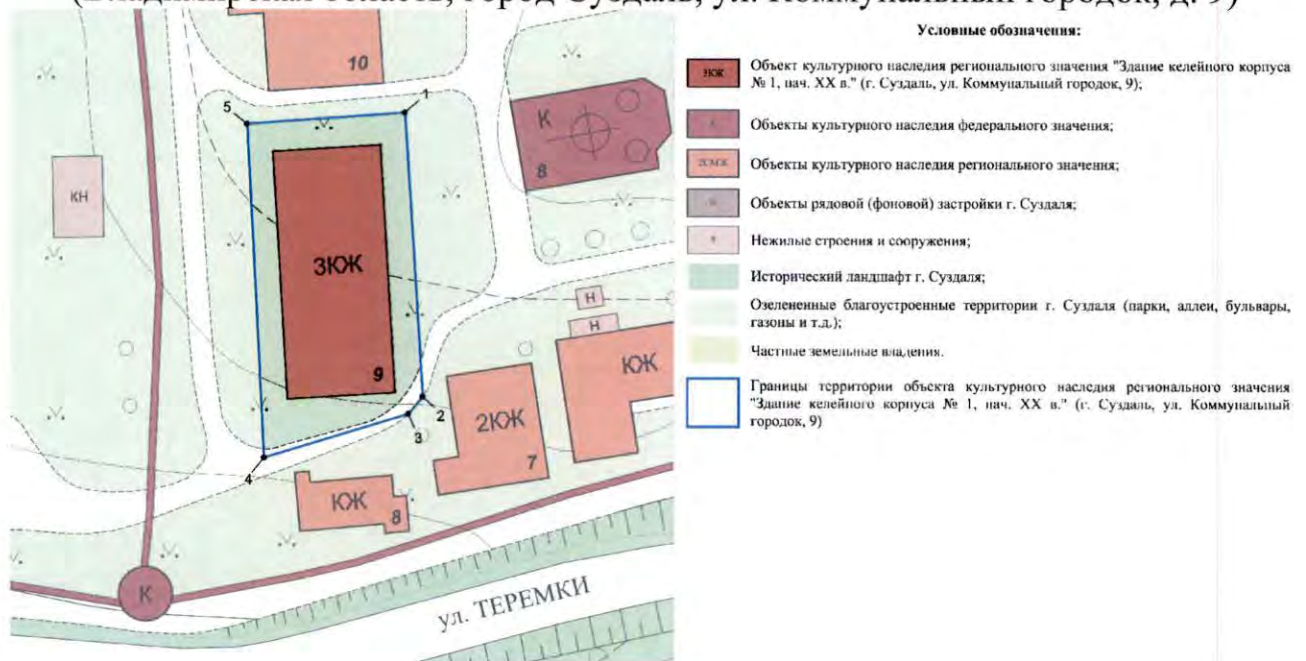 (Владимирская область, город Суздаль, ул. Коммунальный городок, д. 9)
Условные обозначения:
3КЖ
Объект культурного наследия регионального значения "Здание келейного корпуса
№ 1, нач. XX в." (г. Суздаль, ул. Коммунальный городок, 9);
Объекты культурного наследия федерального значения;
Объекты культурного наследия регионального значения;
Объекты рядовой (фоновой) застройки г. Суздаля;
Нежилые строения и сооружения;
Исторический ландшафт г. Суздаля;
Озелененные благоустроенные территории г. Суздаля (парки, аллеи, бульвары,
газоны и т.д.);
Частные земельные владения.
Границы территории объекта культурного наследия регионального значения
"Здание келейного корпуса № 1, нач. XX в." (г. Суздаль, ул. Коммунальный
городок, 9)
10
5
1
К
8
КН
3КЖ
Н
Н
9
КЖ
2
3
2КЖ
7
4
КЖ
8
К
ул. ТЕРЕМКИ